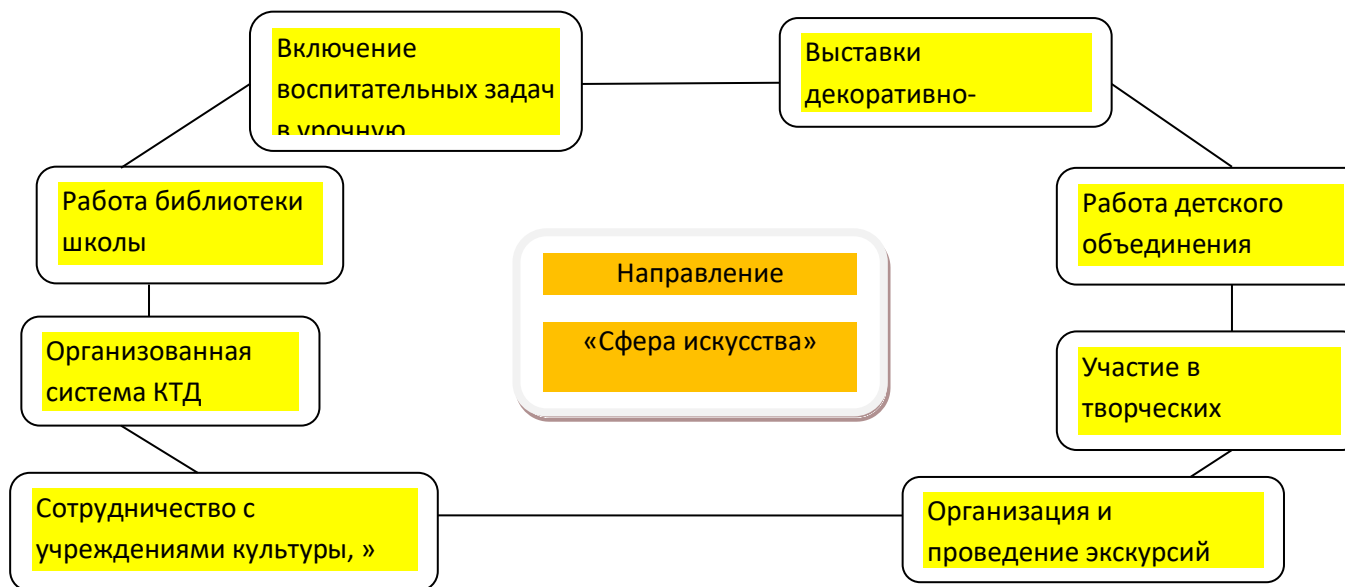 Включение
воспитательных задач
в урочную
Выставки
декоративно-
Работа библиотеки
школы
Работа детского
объединения
Направление
«Сфера искусства»
Организованная
система КТД
Участие в
творческих
Сотрудничество с
учреждениями культуры, »
Организация и
проведение экскурсий